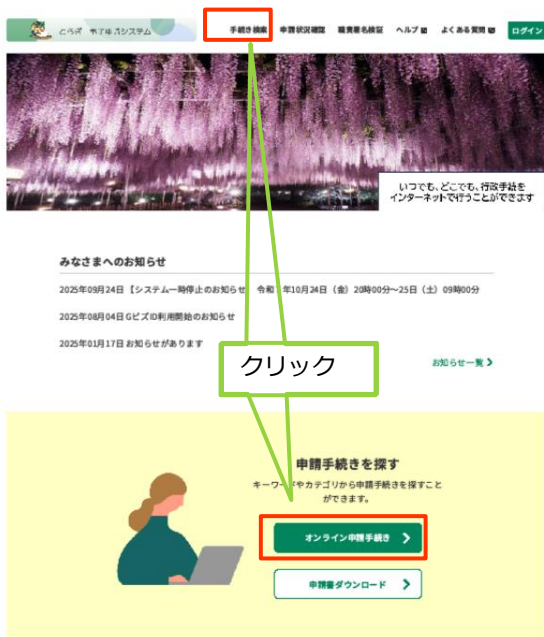 手続き検索 申請状況確認 職責署名検証 ヘルプ よくある質問 ログイン
いつでも、どこでも、行政手続を
インターネットで行うことができます
みなさまへのお知らせ
2025年09月24日 【システム一時停止のお知らせ 令和 年10月24日（金）20時00分～25日（土）09時00分
2025年08月04日 GビズID利用開始のお知らせ
2025年01月17日 お知らせがあります
クリック
お知らせ一覧
申請手続きを探す
キーワードやカテゴリから申請手続きを探すこと
ができます。
オンライン申請手続き
申請書ダウンロード